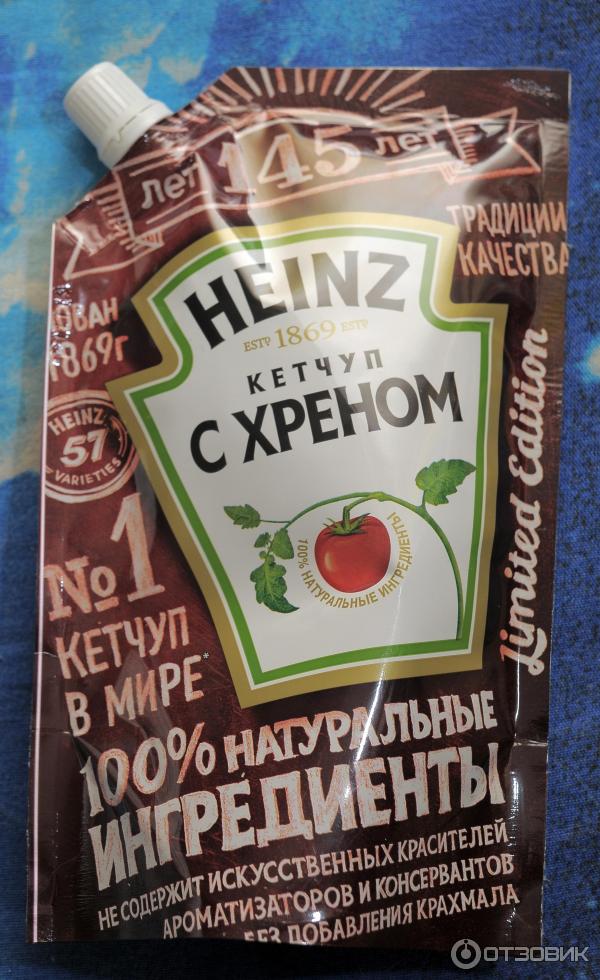 лет 145 лет
ТРАДИЦИИ
КАЧЕСТВА
HEINZ
ESTD 1869 ESTD
КЕТЧУП
С ХРЕНОМ
1869г
HEINZ
57
VARIETIES
№1
КЕТЧУП
В МИРЕ*
100% НАТУРАЛЬНЫЕ ИНГРЕДИЕНТЫ
Limited Edition
100% НАТУРАЛЬНЫЕ
ИНГРЕДИЕНТЫ
НЕ СОДЕРЖИТ ИСКУССТВЕННЫХ КРАСИТЕЛЕЙ
АРОМАТИЗАТОРОВ И КОНСЕРВАНТОВ
БЕЗ ДОБАВЛЕНИЯ КРАХМАЛА
ОТЗОВИК